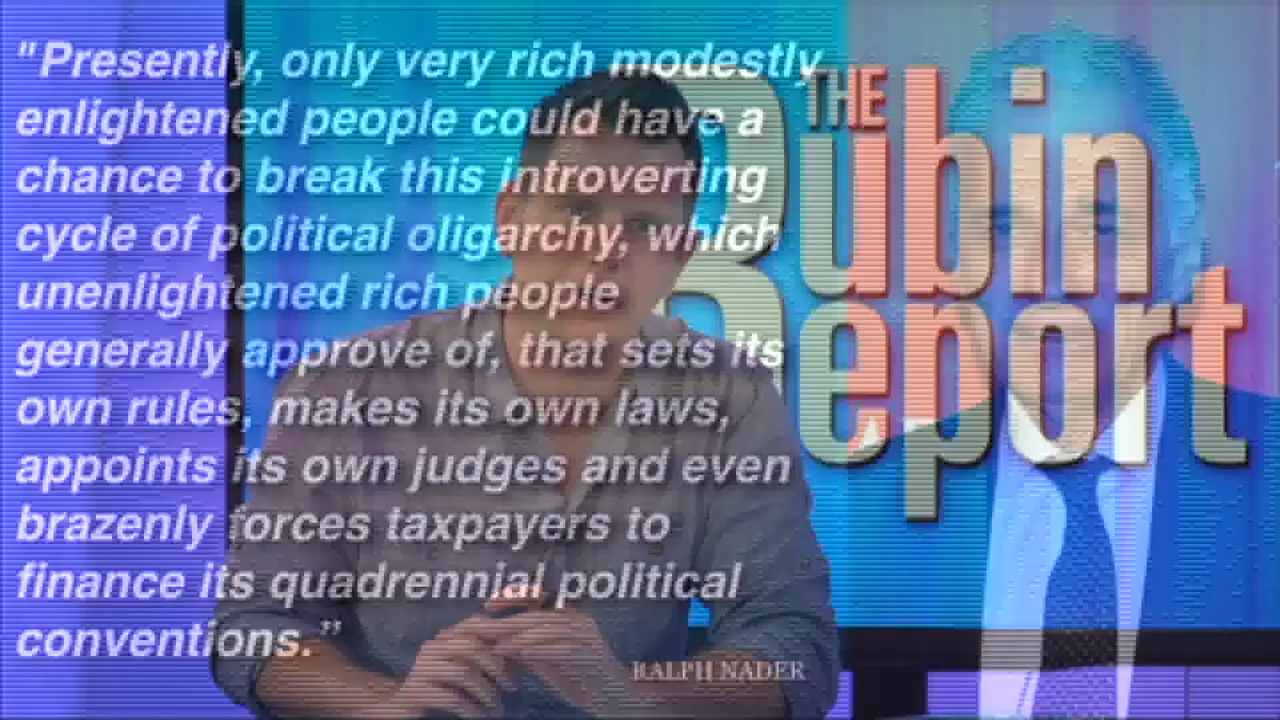 "Presently, only very rich modestly
enlightened people could have a
chance to break this introverting
cycle of political oligarchy, which
unenlightened rich people
generally approve of, that sets its
own rules, makes its own laws,
appoints its own judges and even
brazenly forces taxpayers to
finance its quadrennial political
conventions.”
RALPH NADER
THE
Rubin
Report